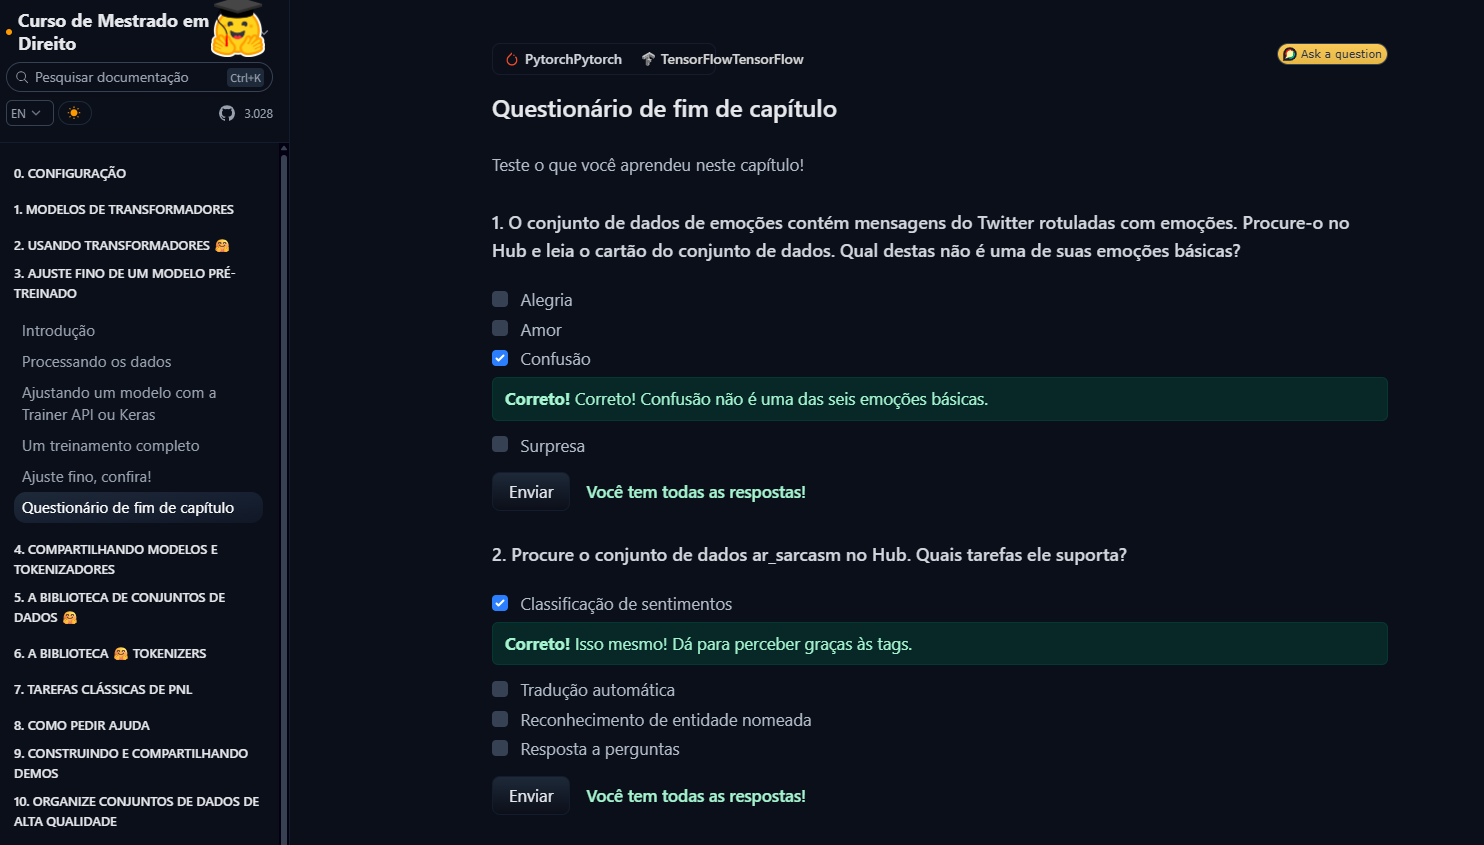 Curso de Mestrado em
Direito
Pesquisar documentação
Ctrl+K
EN
3.028
0. CONFIGURAÇÃO
1. MODELOS DE TRANSFORMADORES
2. USANDO TRANSFORMADORES 🤗
3. AJUSTE FINO DE UM MODELO PRÉ-
TREINADO
Introdução
Processando os dados
Ajustando um modelo com a
Trainer API ou Keras
Um treinamento completo
Ajuste fino, confira!
Questionário de fim de capítulo
4. COMPARTILHANDO MODELOS E
TOKENIZADORES
5. A BIBLIOTECA DE CONJUNTOS DE
DADOS 🤗
6. A BIBLIOTECA 🤗 TOKENIZERS
7. TAREFAS CLÁSSICAS DE PNL
8. COMO PEDIR AJUDA
9. CONSTRUINDO E COMPARTILHANDO
DEMOS
10. ORGANIZE CONJUNTOS DE DADOS DE
ALTA QUALIDADE
PytorchPytorch
TensorFlowTensorFlow
Ask a question
Questionário de fim de capítulo
Teste o que você aprendeu neste capítulo!
1. O conjunto de dados de emoções contém mensagens do Twitter rotuladas com emoções. Procure-o no
Hub e leia o cartão do conjunto de dados. Qual destas não é uma de suas emoções básicas?
Alegria
Amor
Confusão
Correto! Correto! Confusão não é uma das seis emoções básicas.
Surpresa
Enviar
Você tem todas as respostas!
2. Procure o conjunto de dados ar_sarcasm no Hub. Quais tarefas ele suporta?
Classificação de sentimentos
Correto! Isso mesmo! Dá para perceber graças às tags.
Tradução automática
Reconhecimento de entidade nomeada
Resposta a perguntas
Enviar
Você tem todas as respostas!